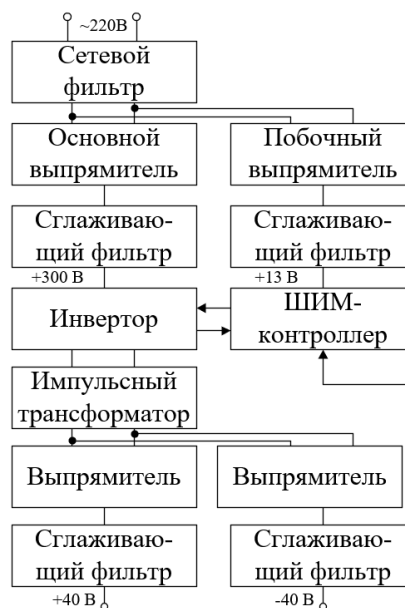 ~220В
Сетевой
фильтр
Основной
выпрямитель
Побочный
выпрямитель
Сглаживаю-
щий фильтр
Сглаживаю-
щий фильтр
+300 В
+13 В
Инвертор
ШИМ-
контроллер
Импульсный
трансформатор
Выпрямитель
Выпрямитель
Сглаживаю-
щий фильтр
Сглаживаю-
щий фильтр
+40 В
-40 В